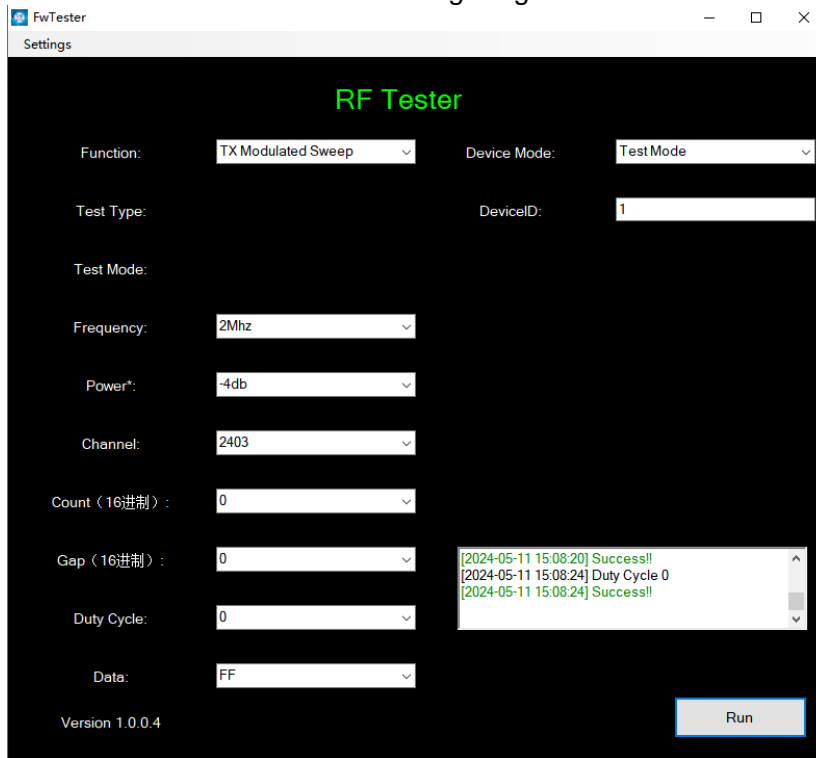 FwTester
Settings
RF Tester
Function: TX Modulated Sweep Device Mode: Test Mode
Test Type: DeviceID: 1
Test Mode:
Frequency: 2Mhz
Power*: -4db
Channel: 2403
Count（16进制）: 0
Gap（16进制）: 0
[2024-05-11 15:08:20] Success!!
[2024-05-11 15:08:24] Duty Cycle 0
[2024-05-11 15:08:24] Success!!
Duty Cycle: 0
Data: FF
Version 1.0.0.4
Run